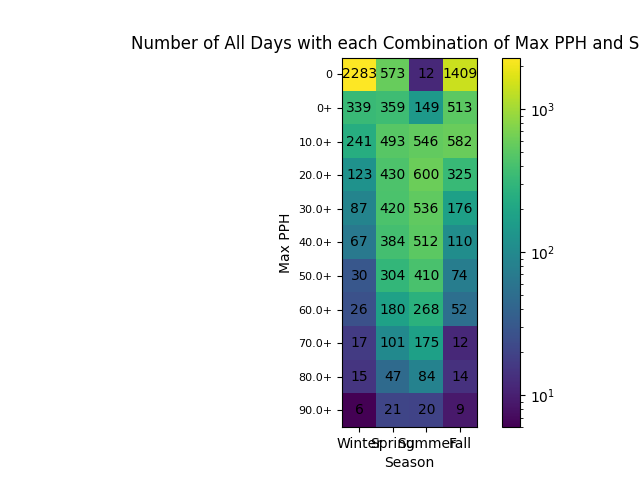 Number of All Days with each Combination of Max PPH and S
0 2283 573 12 1409
0+ 339 359 149 513
10.0+ 241 493 546 582
20.0+ 123 430 600 325
30.0+ 87 420 536 176
40.0+ 67 384 512 110
50.0+ 30 304 410 74
60.0+ 26 180 268 52
70.0+ 17 101 175 12
80.0+ 15 47 84 14
90.0+ 6 21 20 9
Max PPH
Winter Spring Summer Fall
Season
10³
10²
10¹